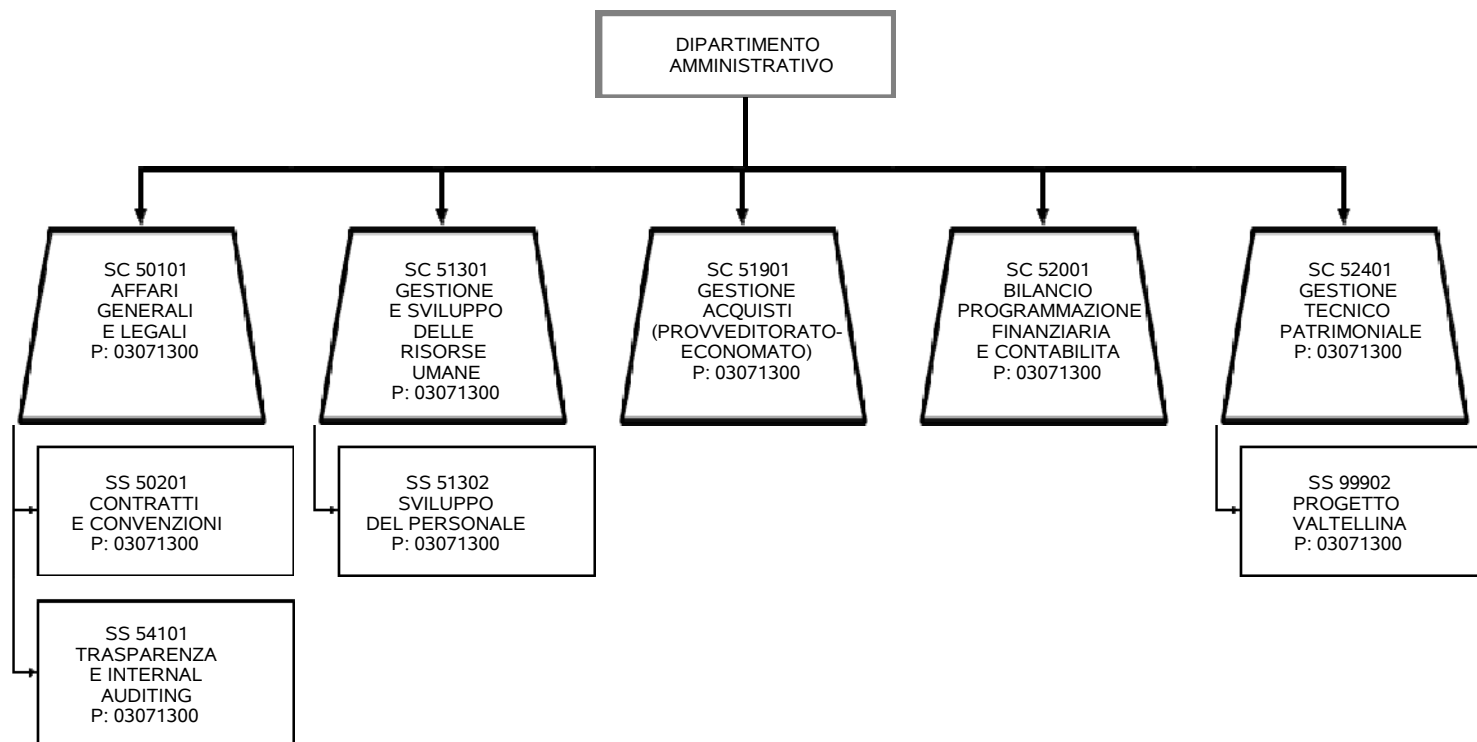 DIPARTIMENTO
AMMINISTRATIVO
SC 50101
AFFARI
GENERALI
E LEGALI
P: 03071300
SC 51301
GESTIONE
E SVILUPPO
DELLE
RISORSE
UMANE
P: 03071300
SC 51901
GESTIONE
ACQUISTI
(PROVVEDITORATO-
ECONOMATO)
P: 03071300
SC 52001
BILANCIO
PROGRAMMAZIONE
FINANZIARIA
E CONTABILITA
P: 03071300
SC 52401
GESTIONE
TECNICO
PATRIMONIALE
P: 03071300
SS 50201
CONTRATTI
E CONVENZIONI
P: 03071300
SS 51302
SVILUPPO
DEL PERSONALE
P: 03071300
SS 99902
PROGETTO
VALTELLINA
P: 03071300
SS 54101
TRASPARENZA
E INTERNAL
AUDITING
P: 03071300